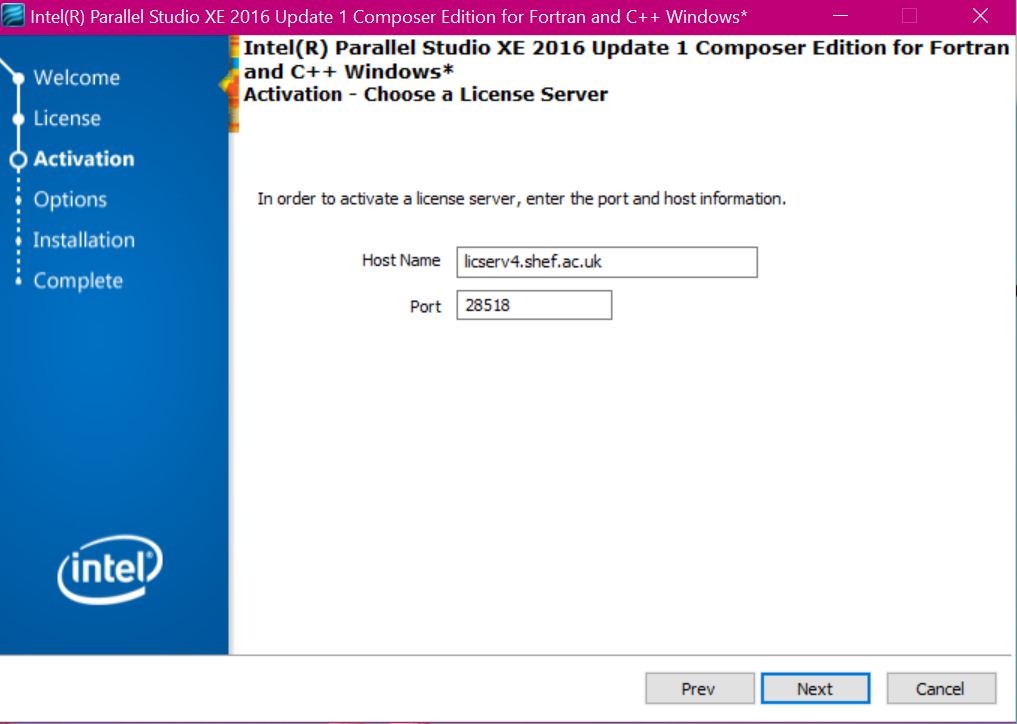 Intel(R) Parallel Studio XE 2016 Update 1 Composer Edition for Fortran and C++ Windows*
Intel(R) Parallel Studio XE 2016 Update 1 Composer Edition for Fortran
and C++ Windows*
Activation - Choose a License Server
Welcome
License
Activation
Options
Installation
Complete
In order to activate a license server, enter the port and host information.
Host Name licserv4.shef.ac.uk
Port 28518
intel®
Prev Next Cancel